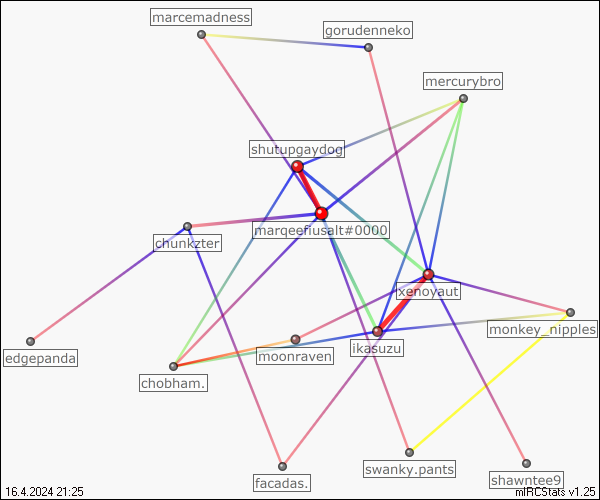 marcemadness
gorudenneko
mercurybro
shutupgaydog
marqeefiusalt#0000
chunkzter
xenoyaut
monkey_nipples
ikasuzu
moonraven
edgepanda
chobham.
swanky.pants
facadas.
shawntee9
16.4.2024 21:25
mIRCStats v1.25